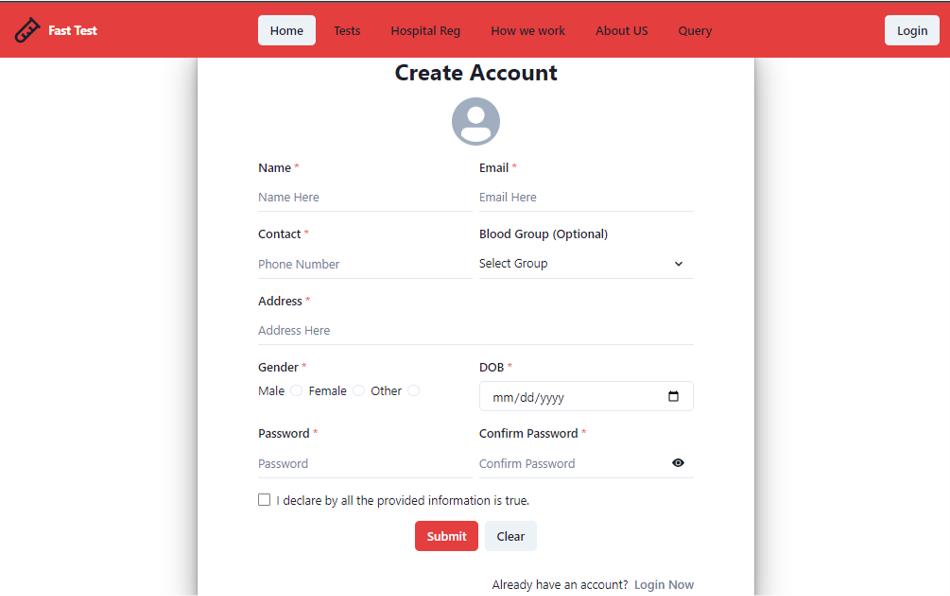 Fast Test Home Tests Hospital Reg How we work About US Query Login
Create Account
Name * Email *
Name Here Email Here
Contact * Blood Group (Optional)
Phone Number Select Group
Address *
Address Here
Gender * DOB *
Male Female Other mm/dd/yyyy
Password * Confirm Password *
Password Confirm Password
I declare by all the provided information is true.
Submit Clear
Already have an account? Login Now